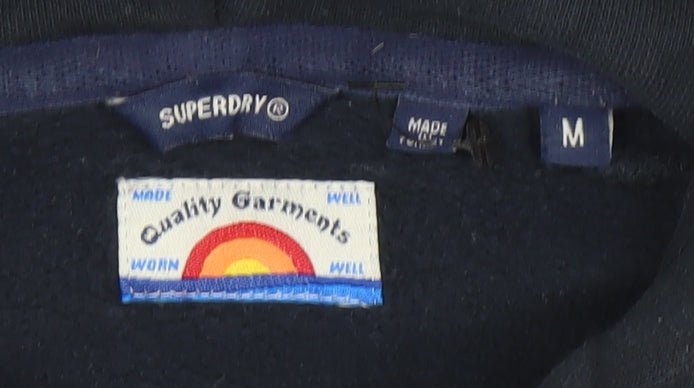 SUPERDRY®
MADE
M
MADE WELL
Quality Garments
WORN WELL